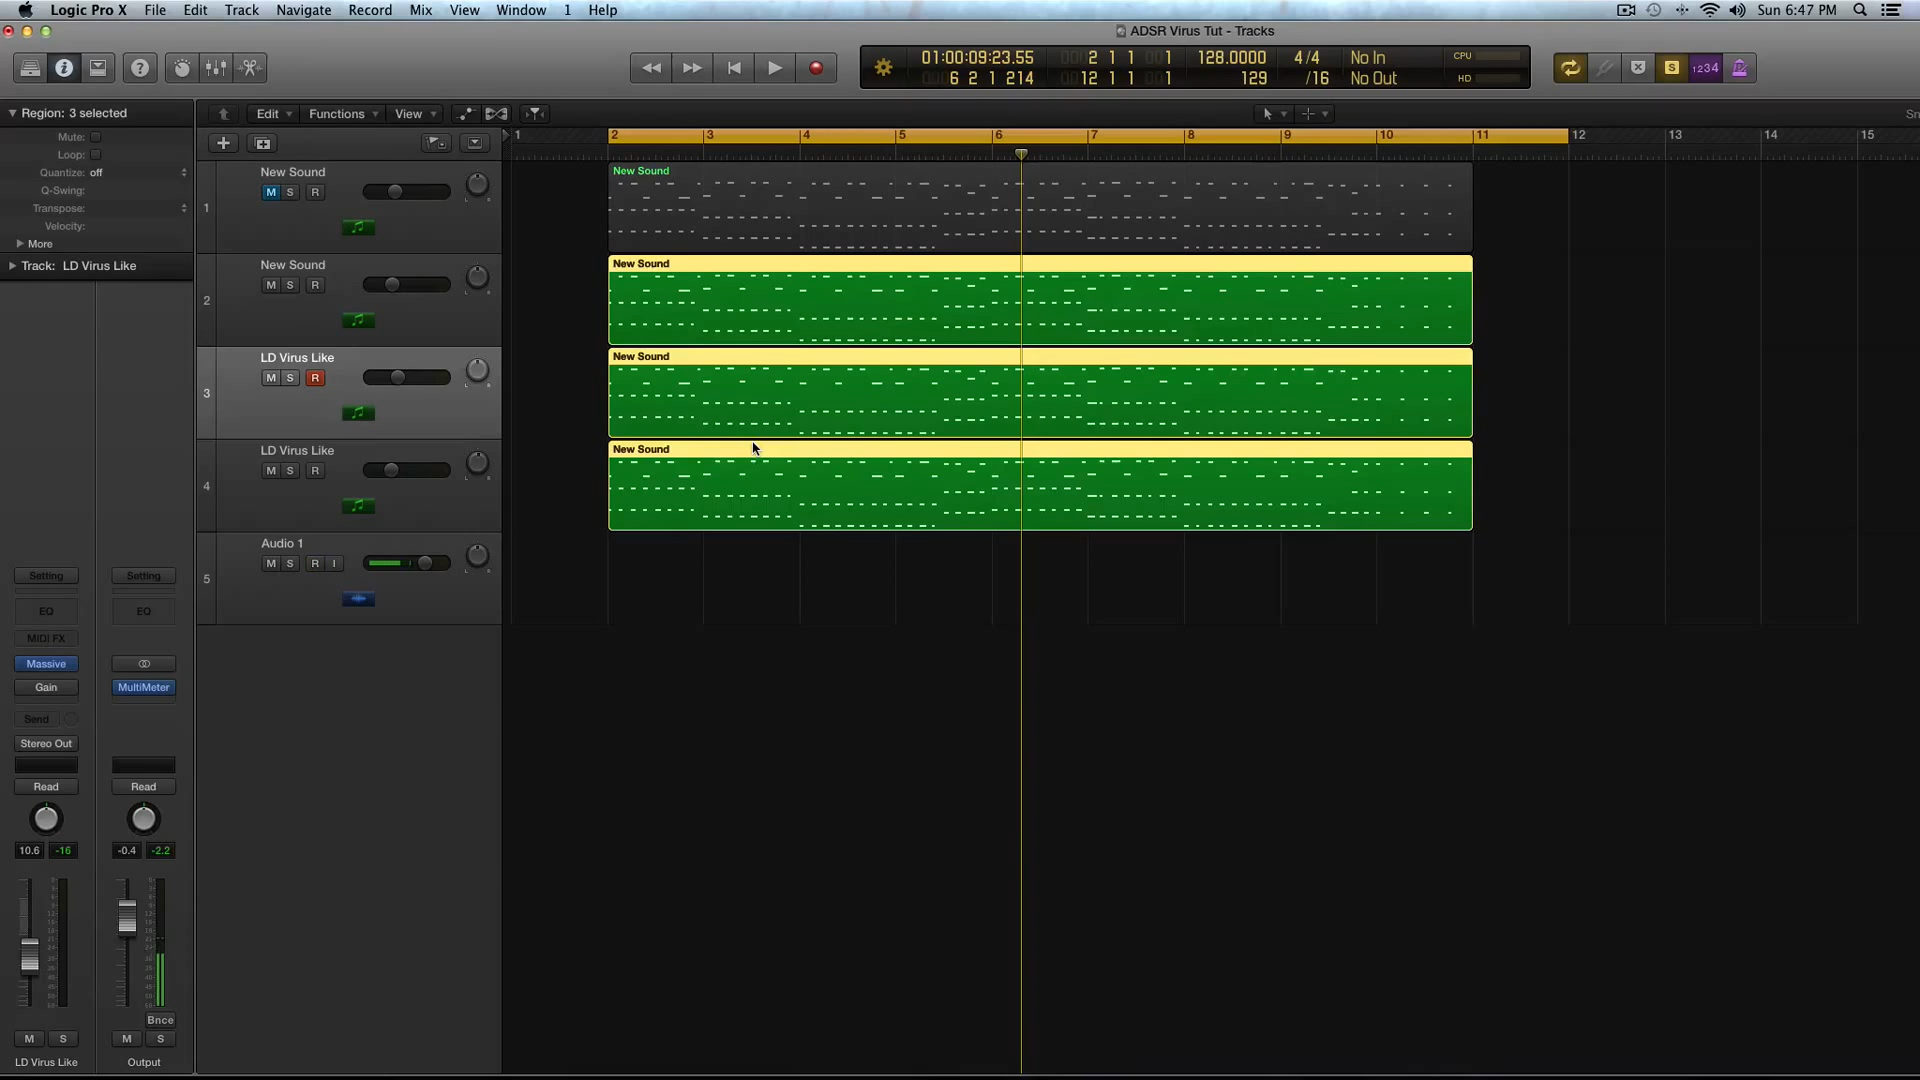 Logic Pro X File Edit Track Navigate Record Mix View Window 1 Help Sun 6:47 PM
ADSR Virus Tut - Tracks
01:00:09:23.55 2 1 1 1 128.0000 4/4 No In CPU
6 2 1 214 12 1 1 1 129 /16 No Out HD
S 1234
Region: 3 selected
Edit Functions View
Mute:
Loop:
Quantize: off
Q-Swing:
Transpose:
Velocity:
More
Track: LD Virus Like
1 2 3 4 5 6 7 8 9 10 11 12 13 14 15
1 New Sound
M S R
New Sound
2 New Sound
M S R
New Sound
3 LD Virus Like
M S R
New Sound
4 LD Virus Like
M S R
New Sound
5 Audio 1
M S R I
Setting Setting
EQ EQ
MIDI FX
Massive
Gain MultiMeter
Send
Stereo Out
Read Read
10.6 -16 -0.4 -2.2
Bnce
M S M S
LD Virus Like Output